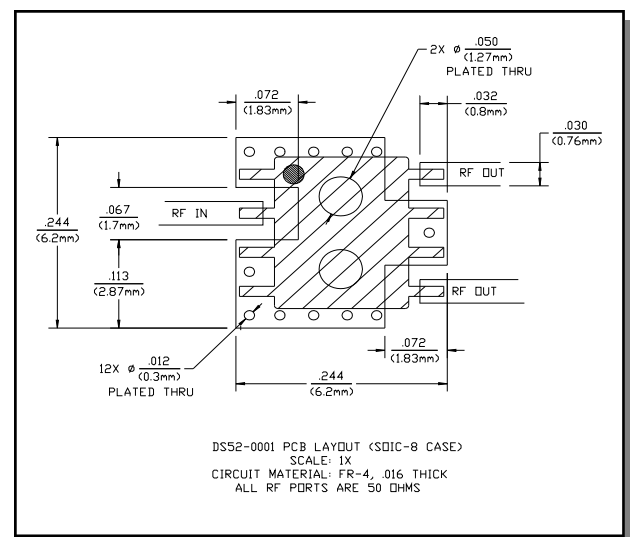 2X ø .050
(1.27mm)
PLATED THRU
.072
(1.83mm)
.032
(0.8mm)
.030
(0.76mm)
RF OUT
RF IN
.067
(1.7mm)
.244
(6.2mm)
.113
(2.87mm)
RF OUT
12X ø .012
(0.3mm)
PLATED THRU
.072
(1.83mm)
.244
(6.2mm)
DS52-0001 PCB LAYOUT (SOIC-8 CASE)
SCALE: 1X
CIRCUIT MATERIAL: FR-4, .016 THICK
ALL RF PORTS ARE 50 OHMS